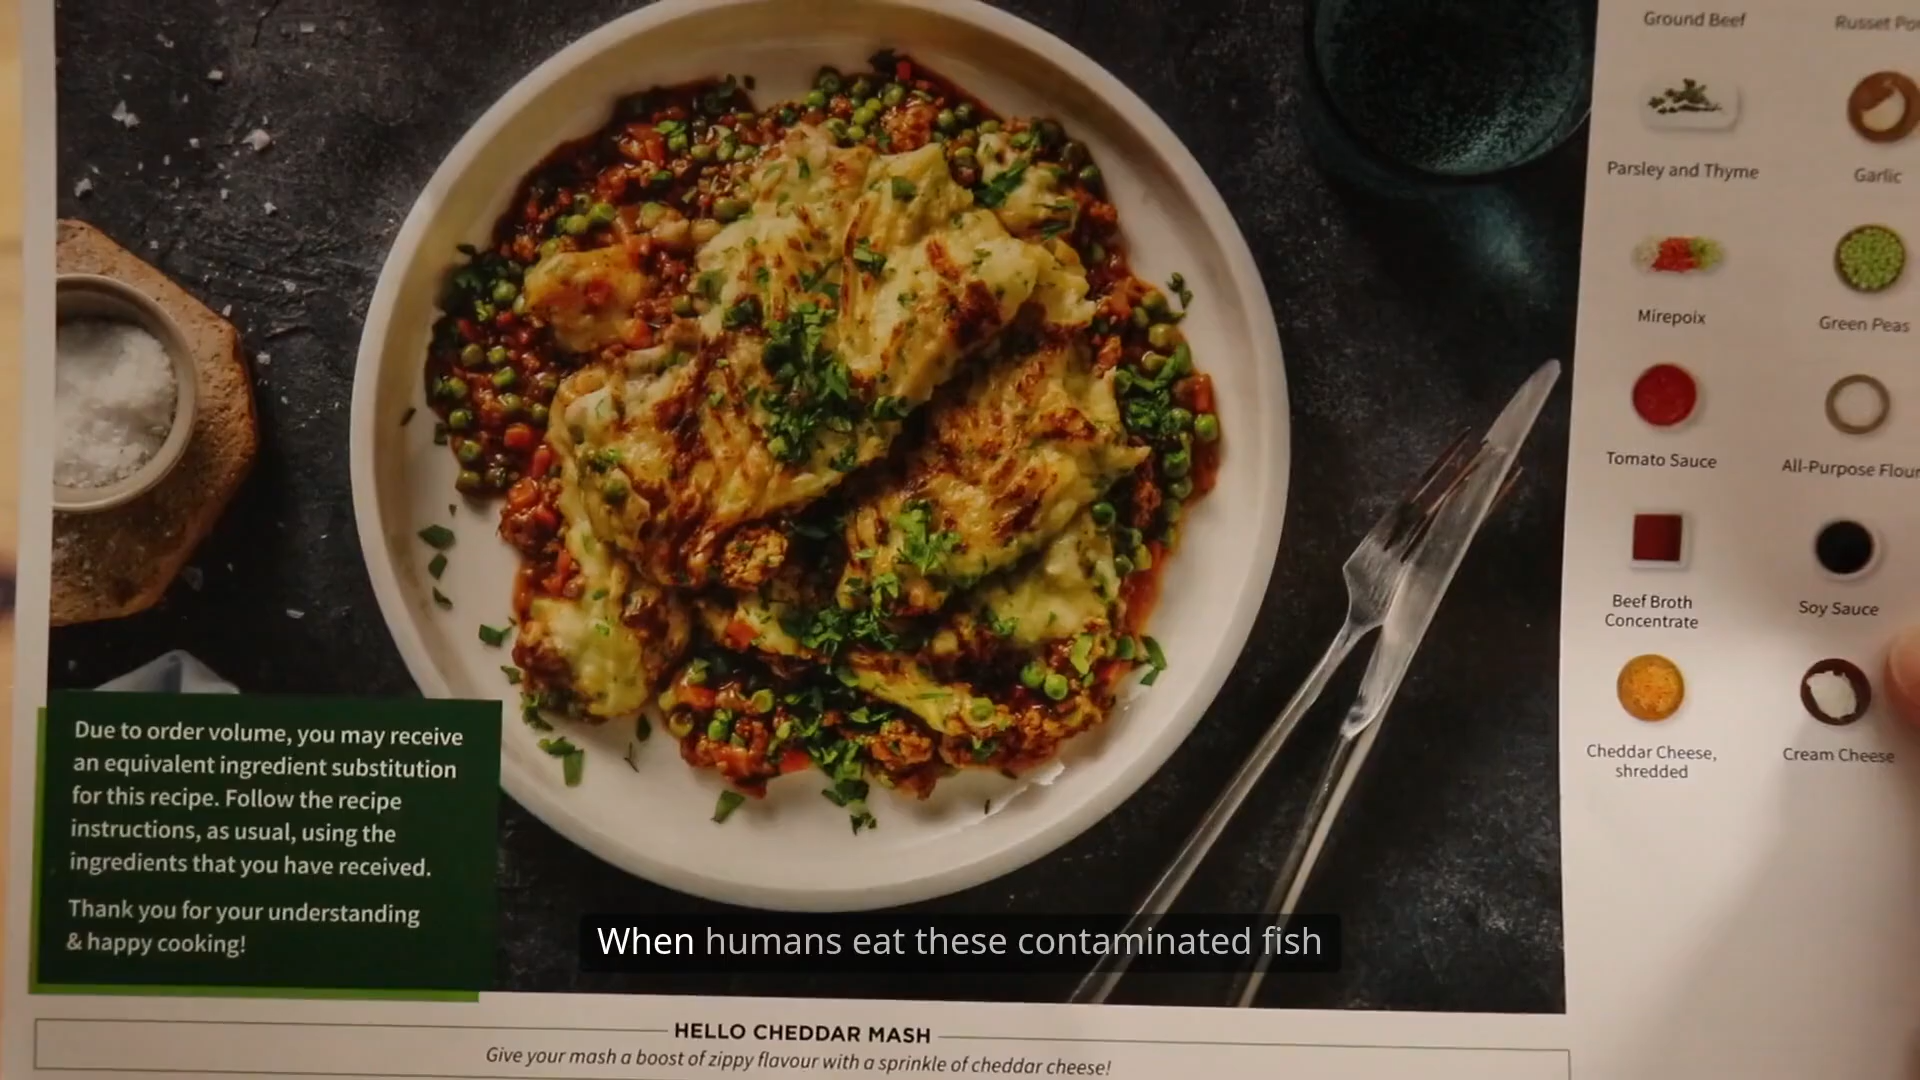 Ground Beef
Parsley and Thyme
Garlic
Mirepoix
Green Peas
Tomato Sauce
All-Purpose Flour
Beef Broth
Concentrate
Soy Sauce
Cheddar Cheese,
shredded
Cream Cheese
Due to order volume, you may receive
an equivalent ingredient substitution
for this recipe. Follow the recipe
instructions, as usual, using the
ingredients that you have received.
Thank you for your understanding
& happy cooking!
When humans eat these contaminated fish
HELLO CHEDDAR MASH
Give your mash a boost of zippy flavour with a sprinkle of cheddar cheese!